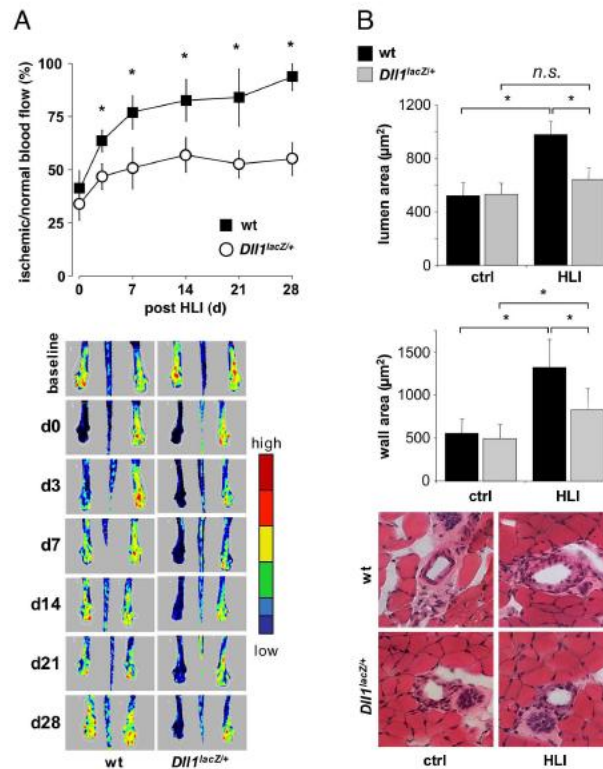 A
ischemic/normal blood flow (%)
100
75
50
25
0
* * * * *
wt
Dll1lacZ/+
0 7 14 21 28
post HLI (d)
baseline
d0
d3
d7
d14
d21
d28
high
low
wt Dll1lacZ/+
B
wt
Dll1lacZ/+
n.s.
* *
lumen area (µm2)
1200
800
400
0
ctrl HLI
*
* *
wall area (µm2)
1500
1000
500
0
ctrl HLI
wt
Dll1lacZ/+
ctrl HLI